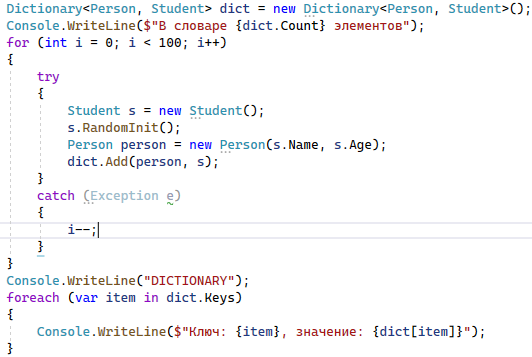 Dictionary<Person, Student> dict = new Dictionary<Person, Student>();
Console.WriteLine($"В словаре {dict.Count} элементов");
for (int i = 0; i < 100; i++)
{
try
{
Student s = new Student();
s.RandomInit();
Person person = new Person(s.Name, s.Age);
dict.Add(person, s);
}
catch (Exception e)
{
i--;
}
}
Console.WriteLine("DICTIONARY");
foreach (var item in dict.Keys)
{
Console.WriteLine($"Ключ: {item}, значение: {dict[item]}");
}